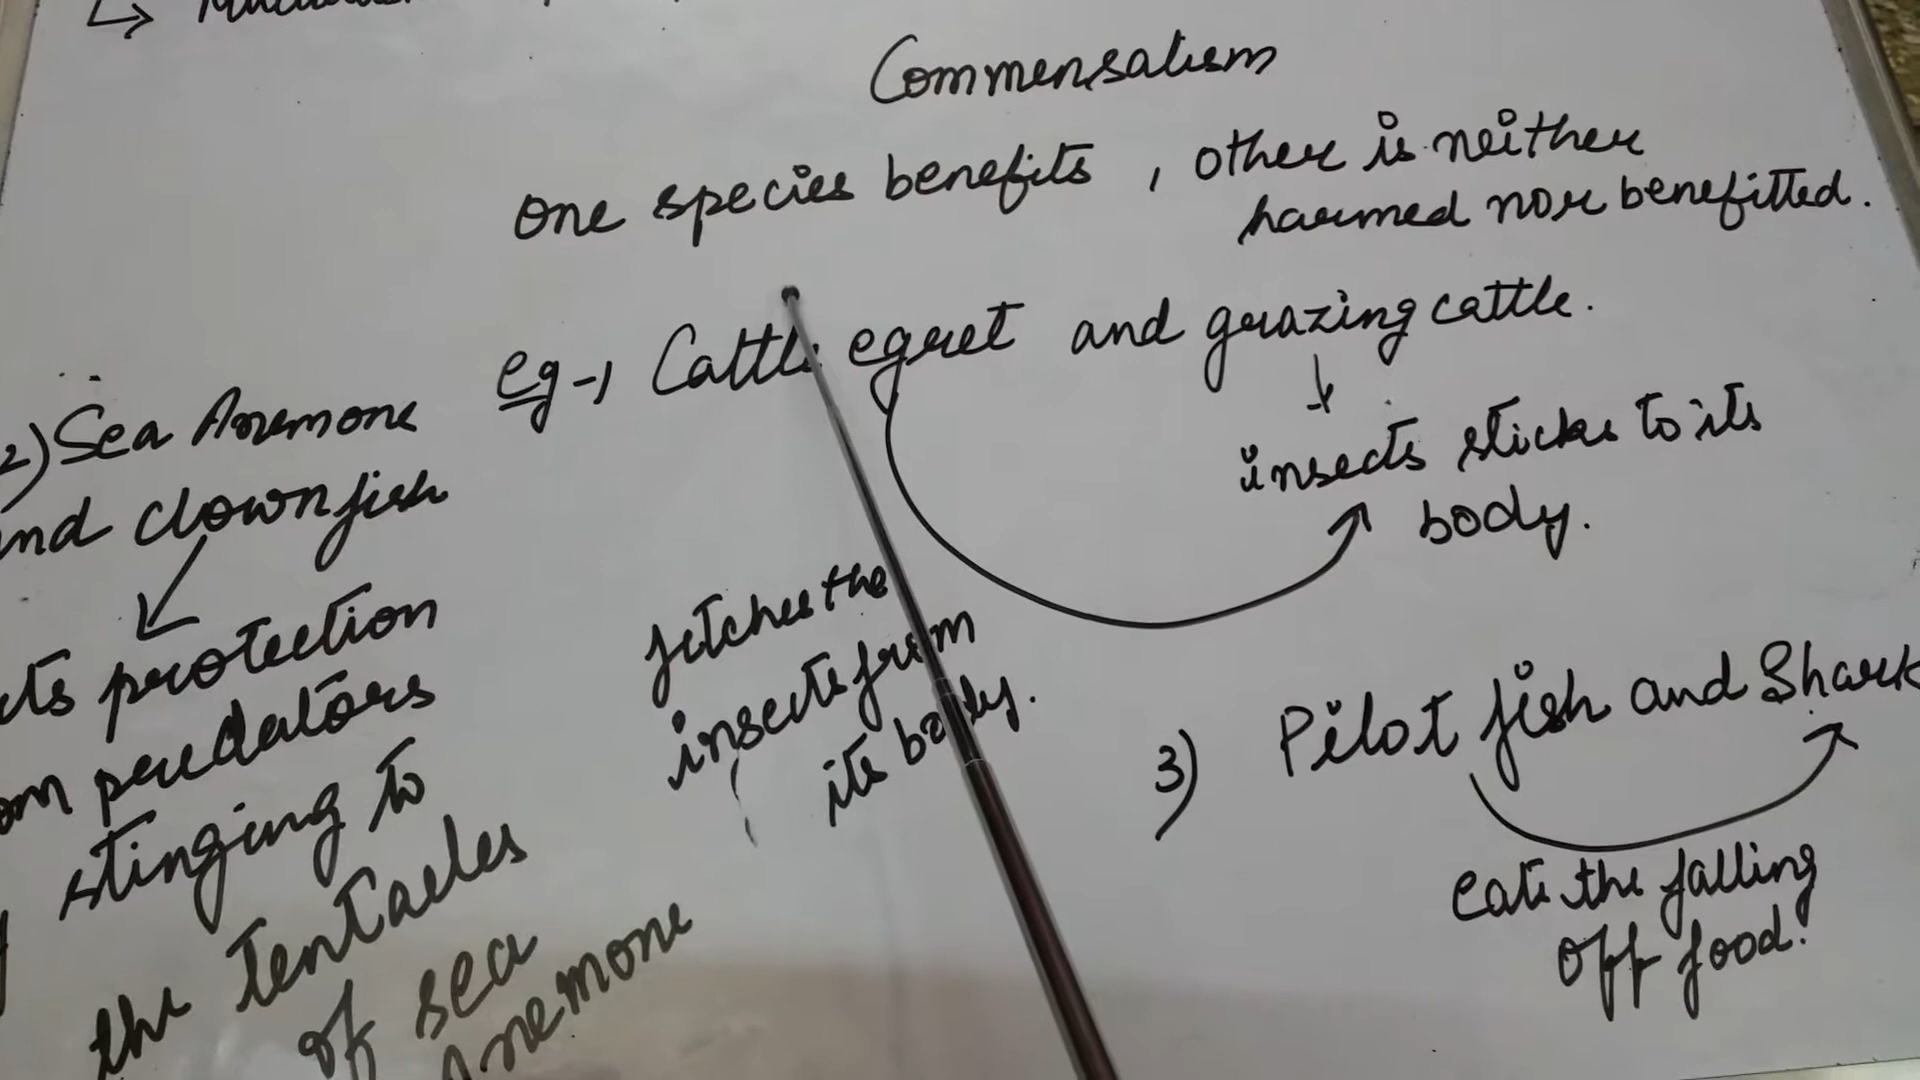 Commensalism
one species benefits, other is neither
harmed nor benefitted.
eg-1 Cattle egret and grazing cattle.
insects sticks to its
body.
fetches the
insects from
its body.
2) Sea Anemone
and clownfish
protection
predators
stinging to
the tentacles
of sea
Anemone
3) Pilot fish and Shark
eats the falling
off food.